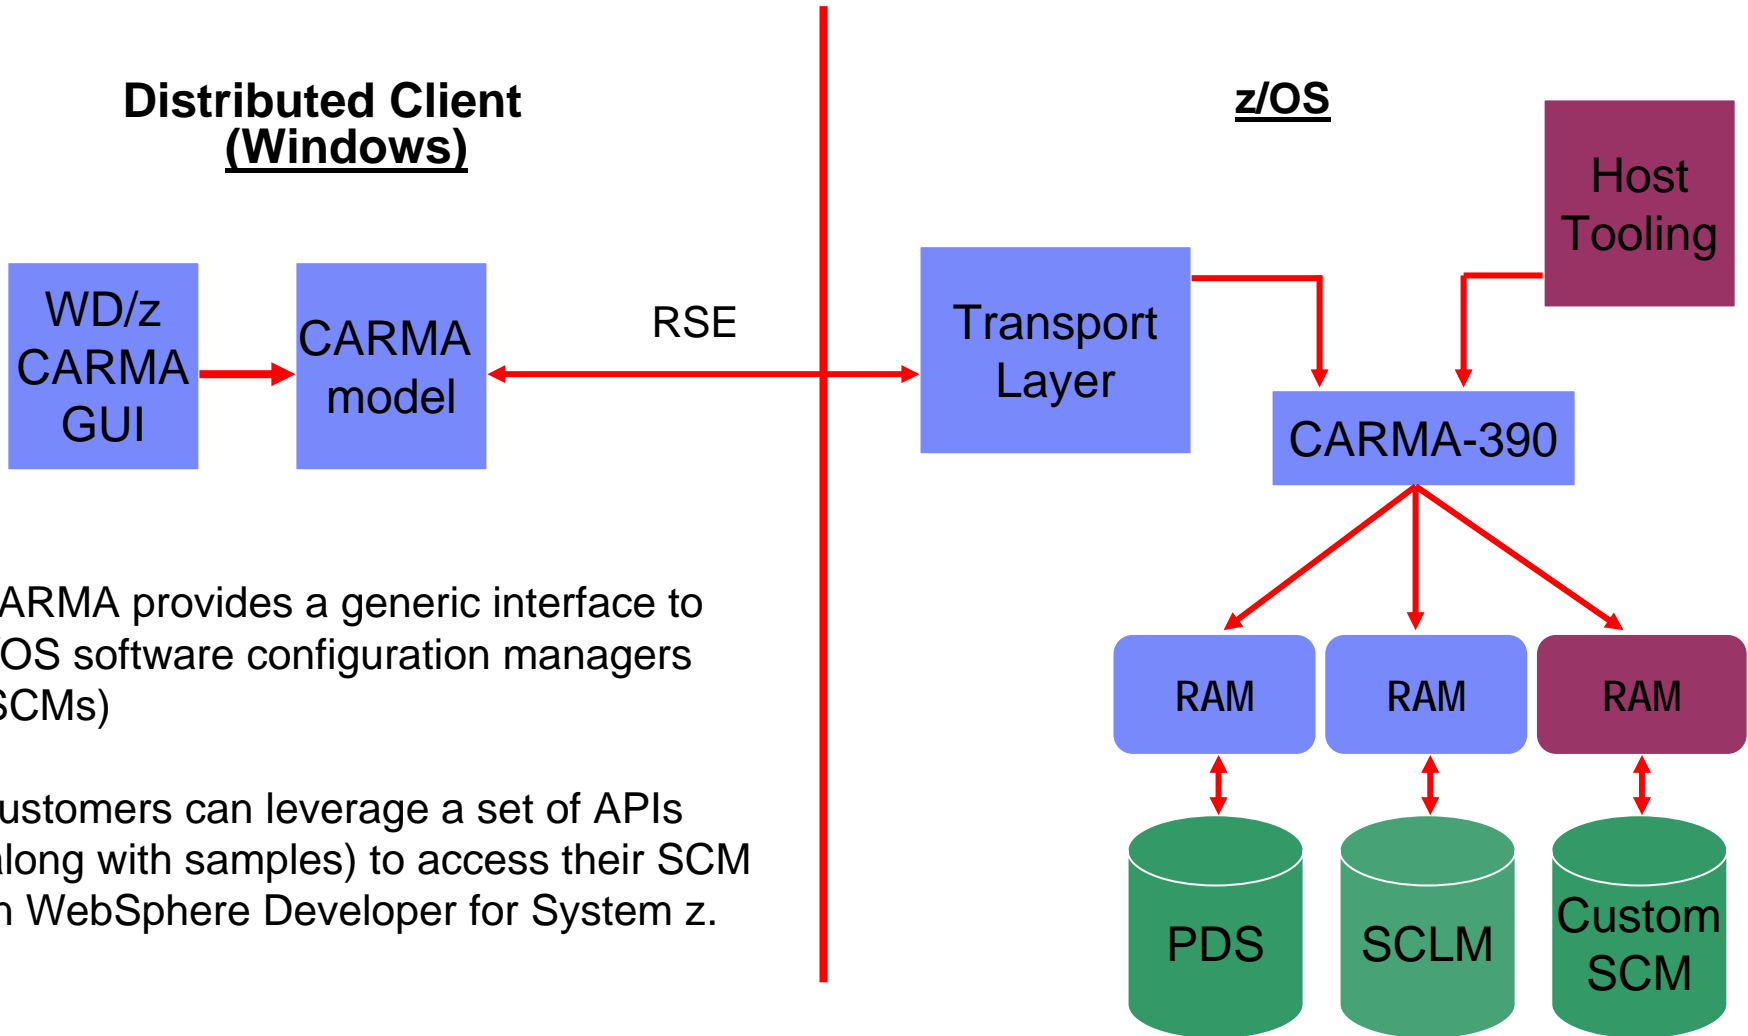 Distributed Client
(Windows)
z/OS
Host
Tooling
WD/z
CARMA
GUI
CARMA
model
RSE
Transport
Layer
CARMA-390
ARMA provides a generic interface to
/OS software configuration managers
SCMs)
ustomers can leverage a set of APIs
along with samples) to access their SCM
n WebSphere Developer for System z.
RAM
RAM
RAM
PDS
SCLM
Custom
SCM